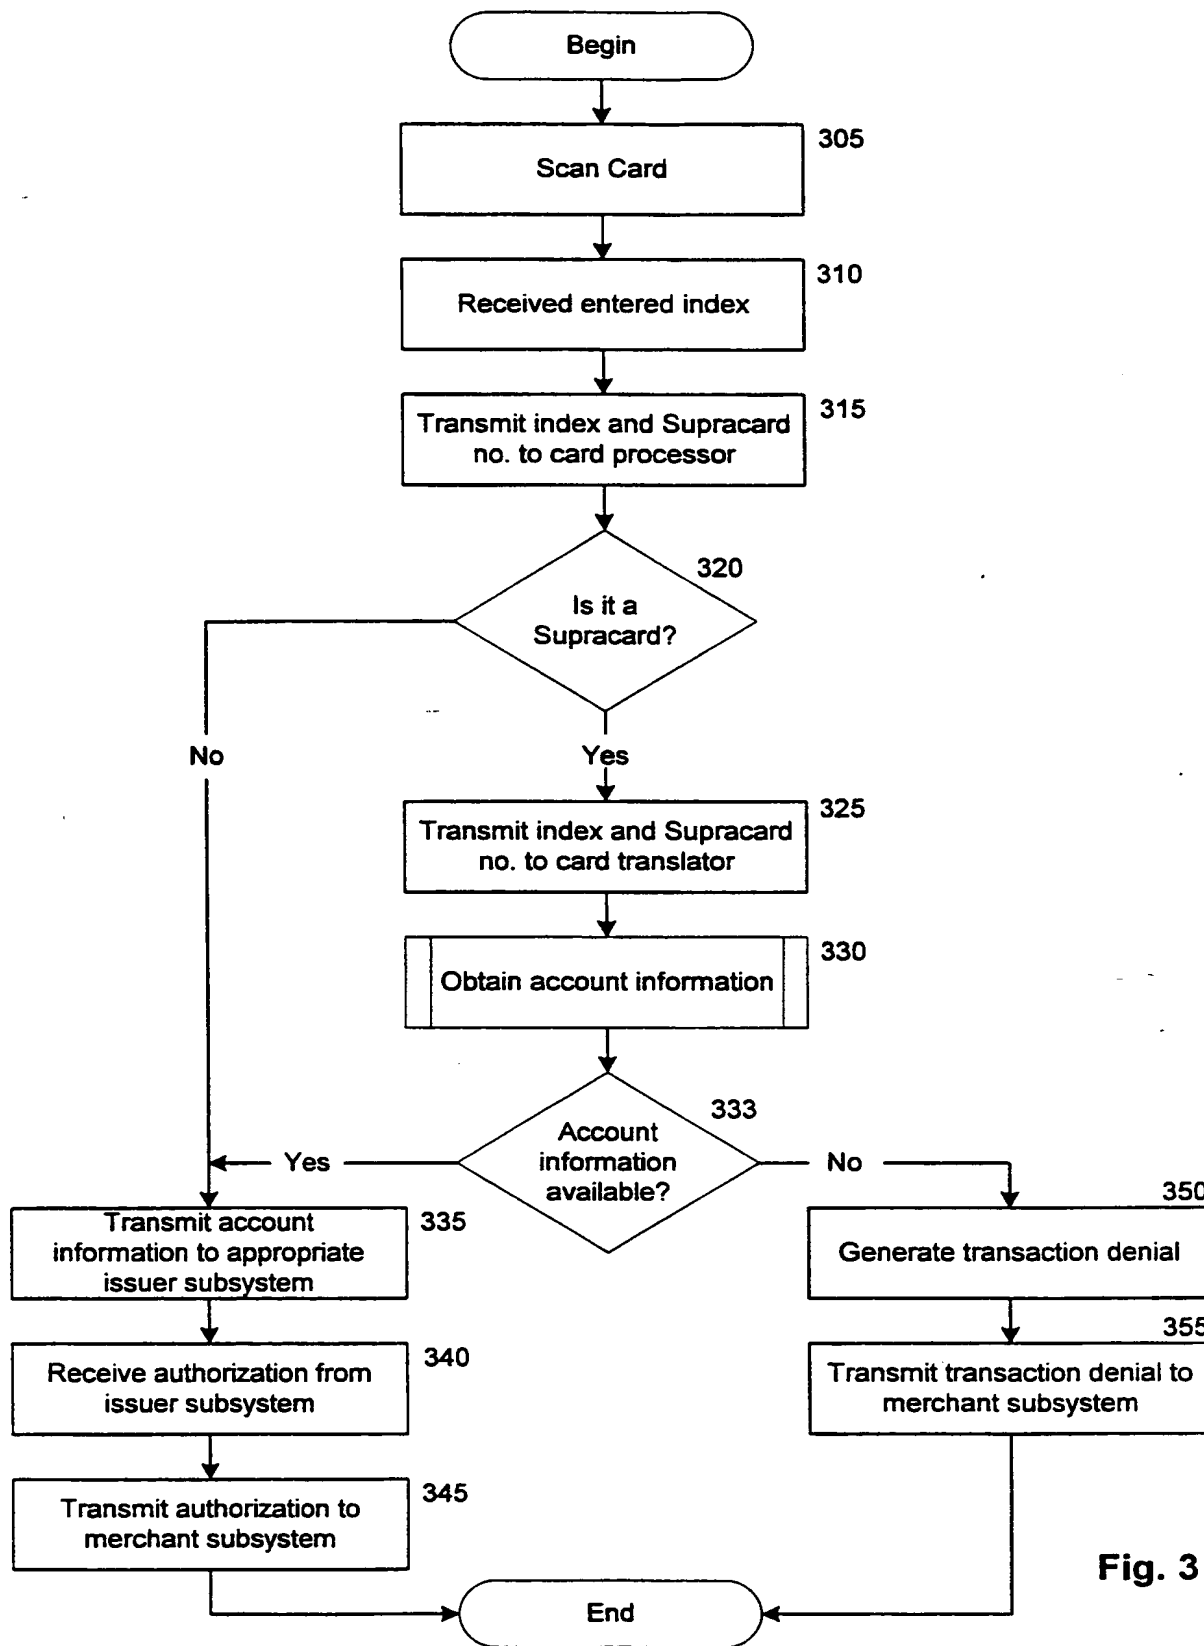 Begin
305
Scan Card
310
Received entered index
315
Transmit index and Supracard
no. to card processor
320
Is it a
Supracard?
No
Yes
325
Transmit index and Supracard
no. to card translator
330
Obtain account information
333
Account
information
available?
Yes
No
335
Transmit account
information to appropriate
issuer subsystem
350
Generate transaction denial
340
Receive authorization from
issuer subsystem
355
Transmit transaction denial to
merchant subsystem
345
Transmit authorization to
merchant subsystem
Fig. 3
End